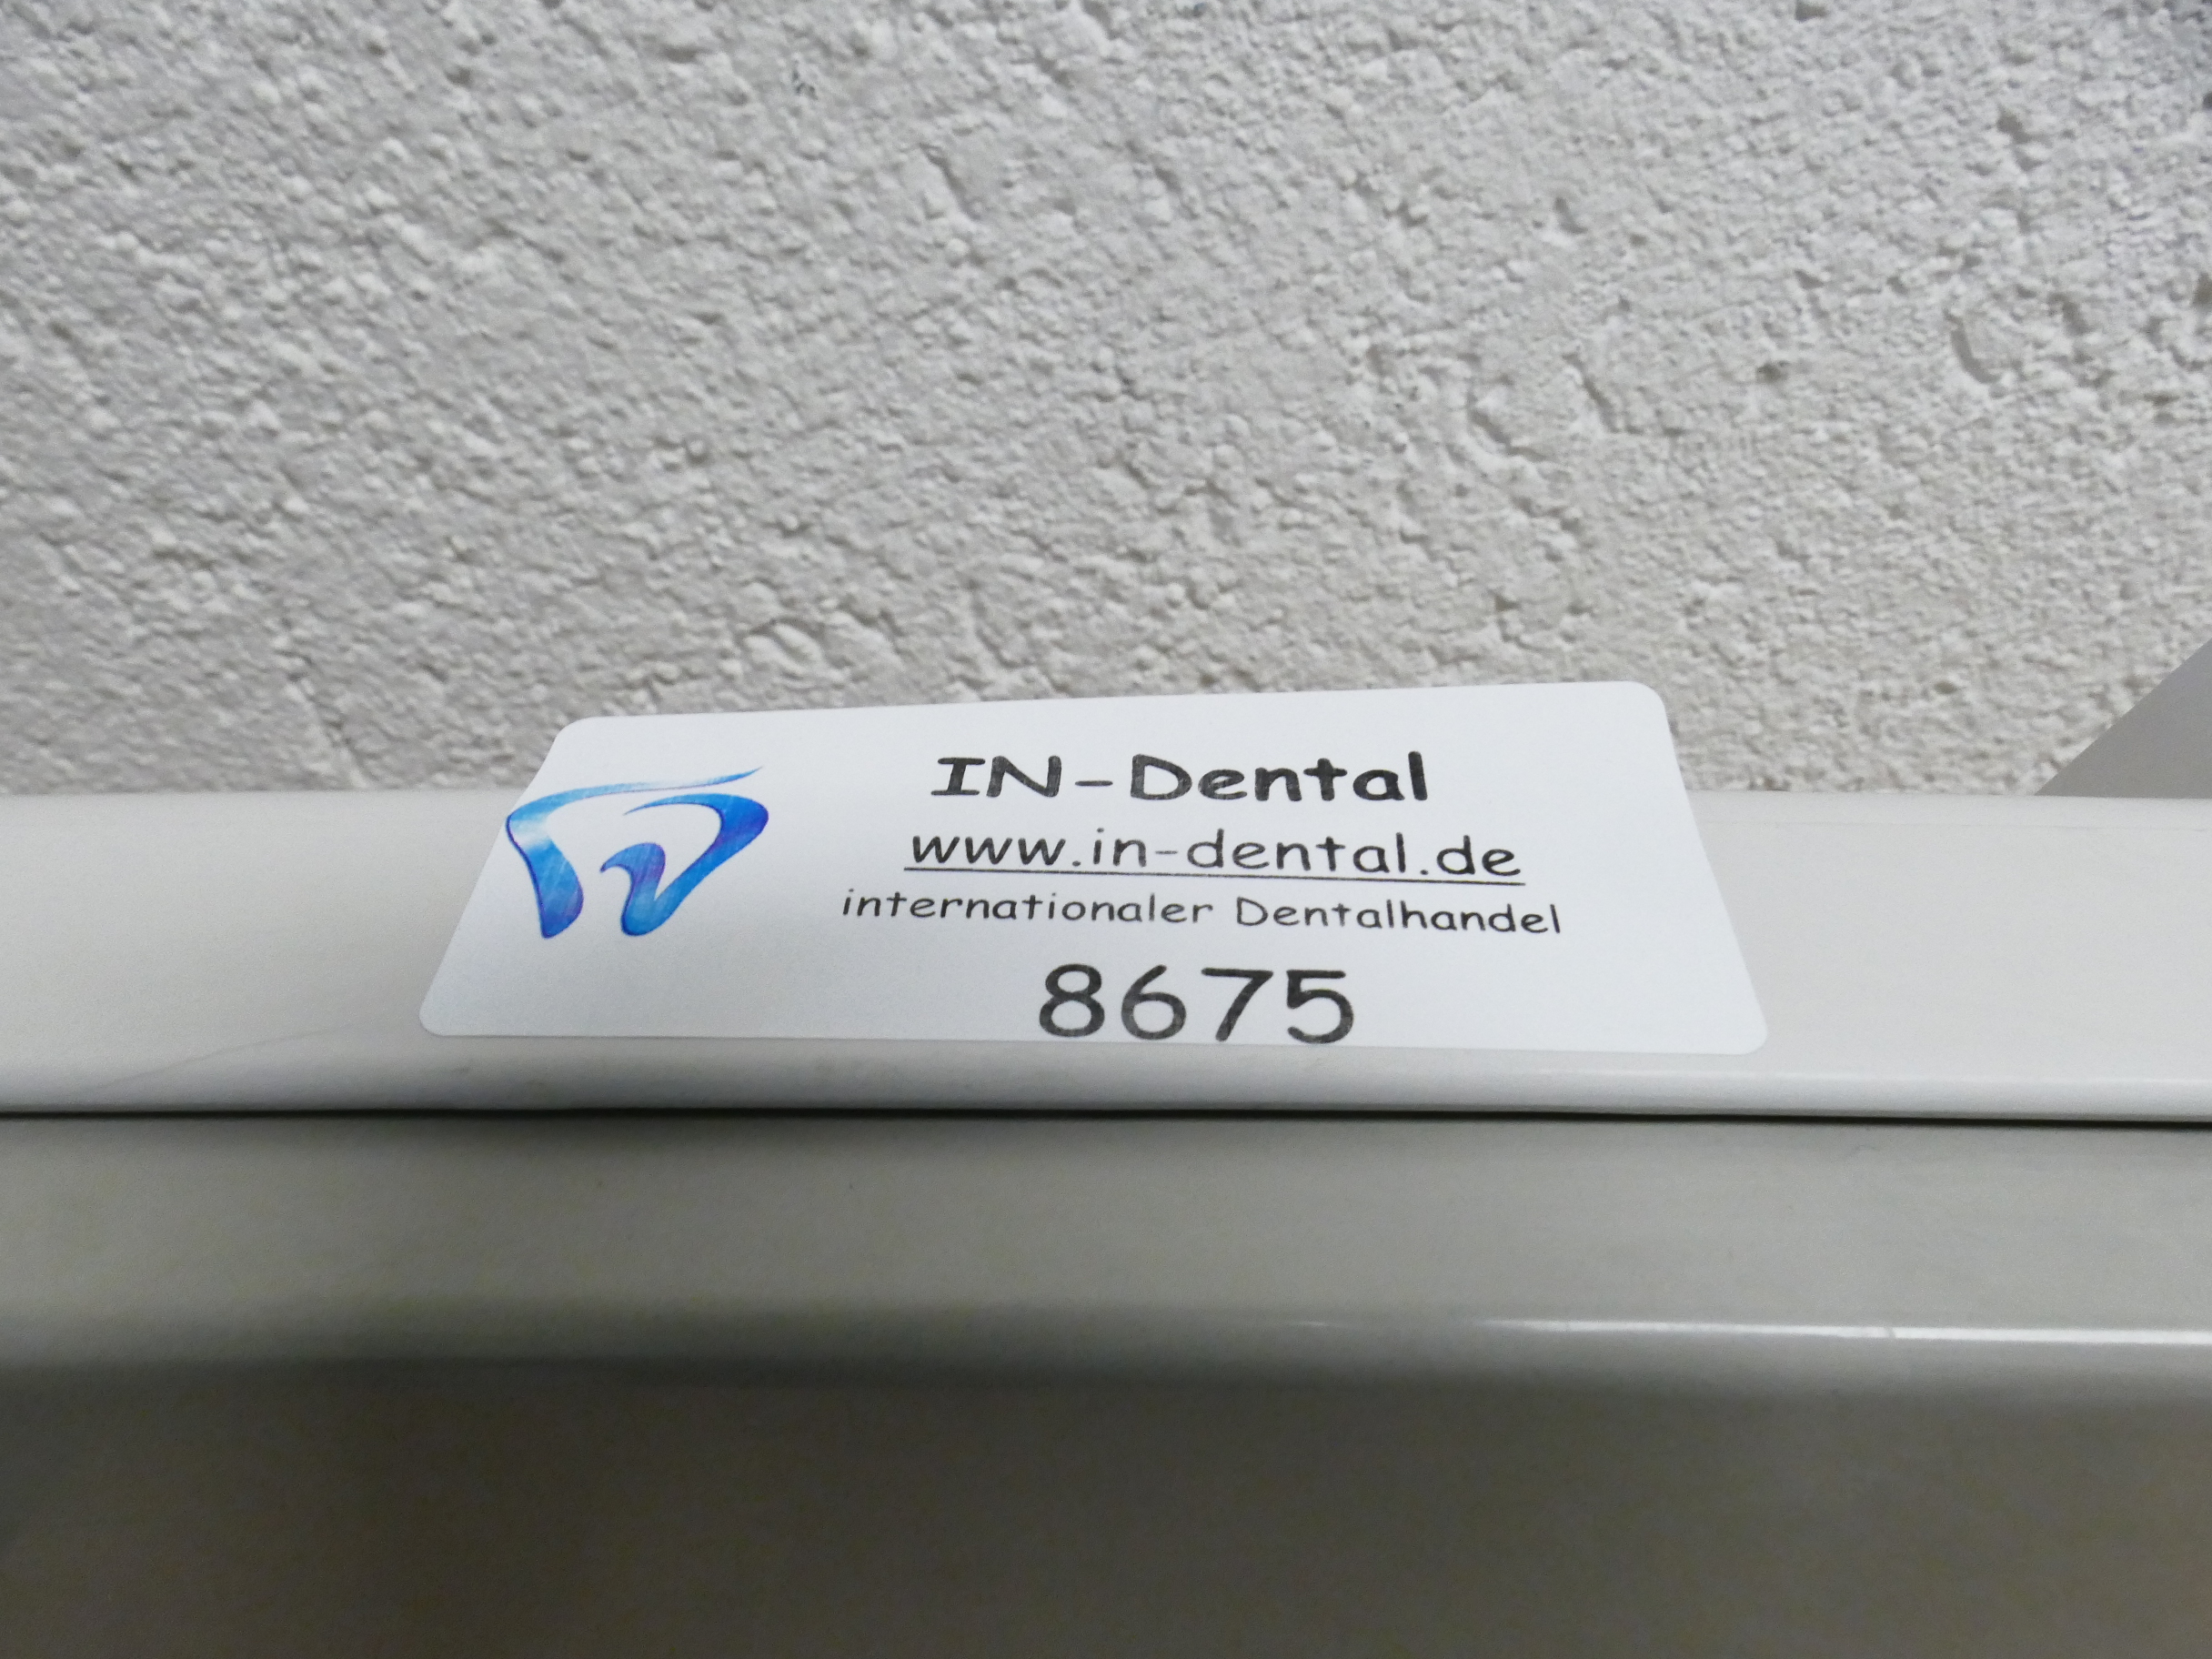 IN-Dental
www.in-dental.de
internationaler Dentalhandel
8675